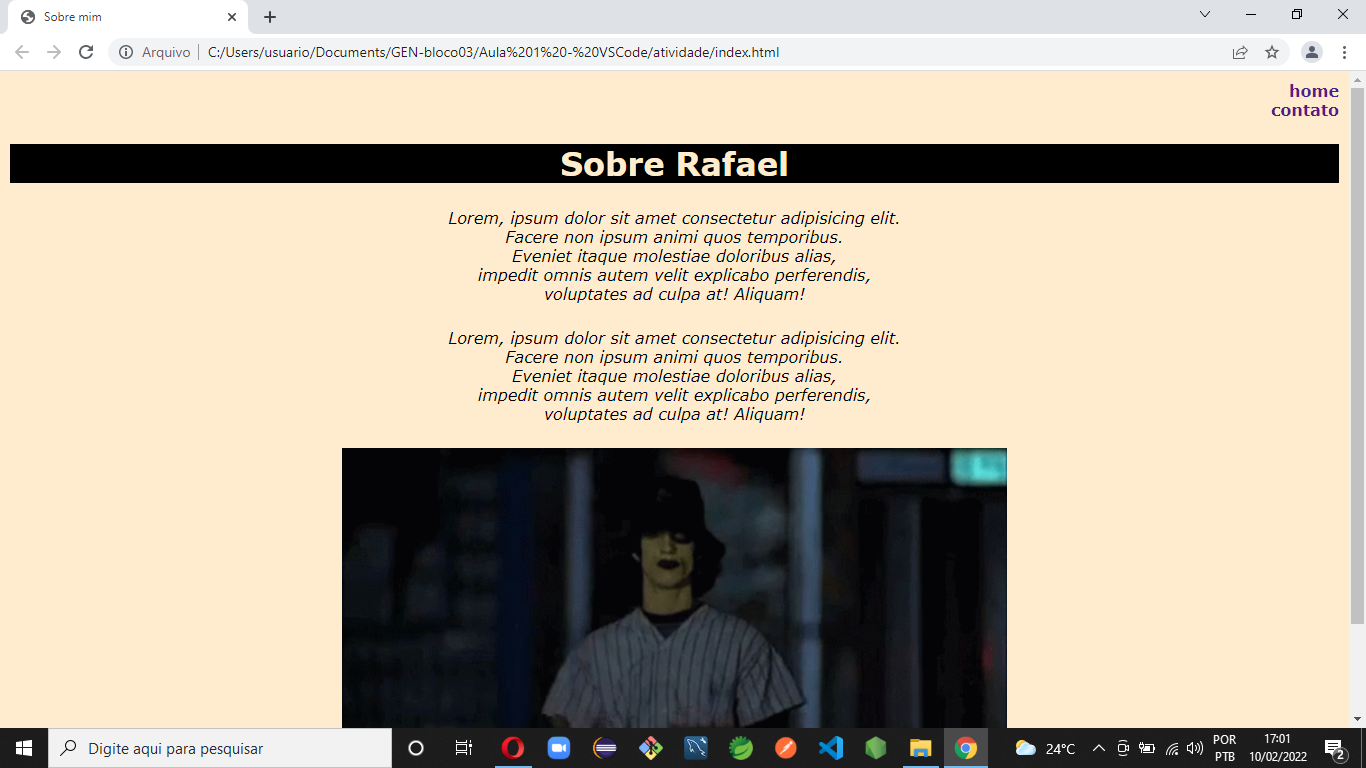 Sobre mim
Arquivo
C:/Users/usuario/Documents/GEN-bloco03/Aula%201%20-%20VSCode/atividade/index.html
home
contato
Sobre Rafael
Lorem, ipsum dolor sit amet consectetur adipisicing elit.
Facere non ipsum animi quos temporibus.
Eveniet itaque molestiae doloribus alias,
impedit omnis autem velit explicabo perferendis,
voluptates ad culpa at! Aliquam!
Lorem, ipsum dolor sit amet consectetur adipisicing elit.
Facere non ipsum animi quos temporibus.
Eveniet itaque molestiae doloribus alias,
impedit omnis autem velit explicabo perferendis,
voluptates ad culpa at! Aliquam!
Digite aqui para pesquisar
24°C
POR
PTB
17:01
10/02/2022
2